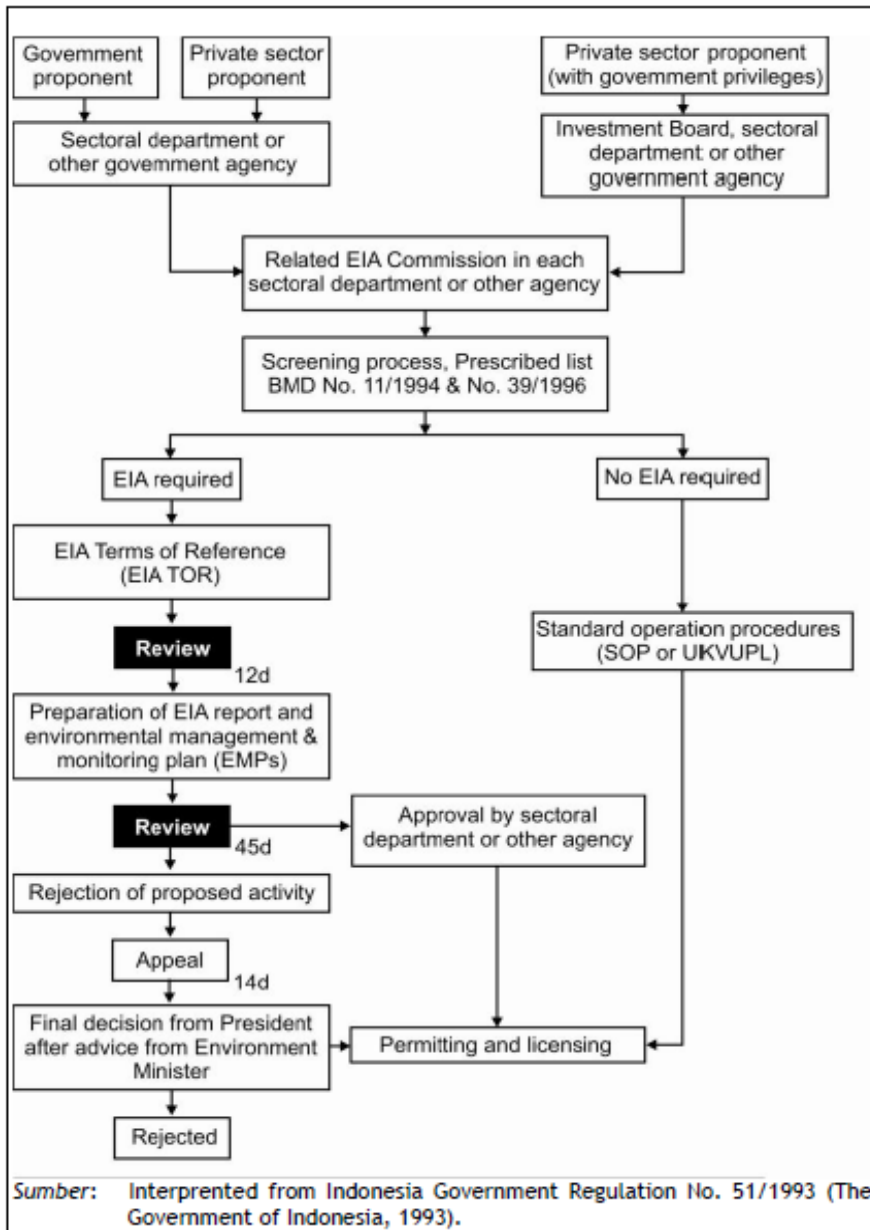 Government
proponent
Private sector
proponent
Private sector proponent
(with government privileges)
Sectoral department or
other government agency
Investment Board, sectoral
department or other
government agency
Related EIA Commission in each
sectoral department or other agency
Screening process, Prescribed list
BMD No. 11/1994 & No. 39/1996
EIA required
No EIA required
EIA Terms of Reference
(EIA TOR)
Review
12d
Standard operation procedures
(SOP or UKVUPL)
Preparation of EIA report and
environmental management &
monitoring plan (EMPs)
Review
45d
Approval by sectoral
department or other agency
Rejection of proposed activity
Appeal
14d
Final decision from President
after advice from Environment
Minister
Permitting and licensing
Rejected
Sumber: Interprented from Indonesia Government Regulation No. 51/1993 (The
Government of Indonesia, 1993).